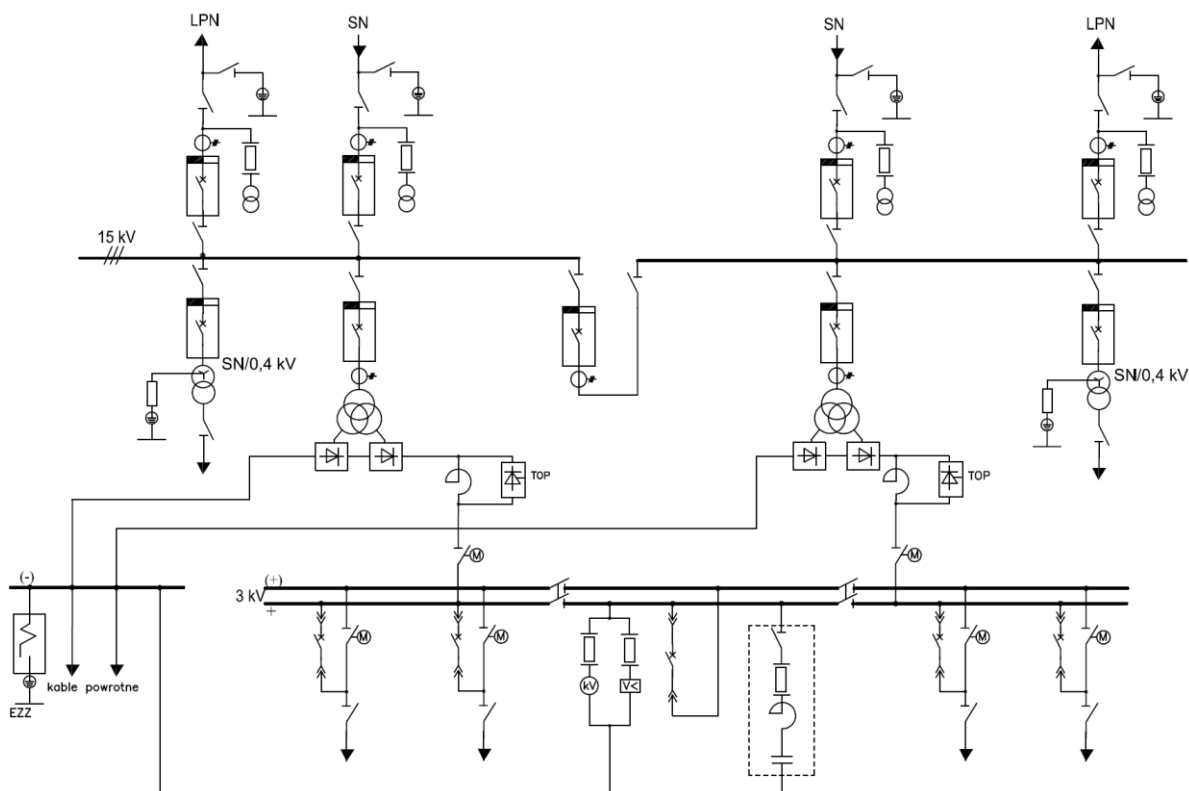 LPN
SN
SN
LPN
15 kV
SN/0,4 kV
SN/0,4 kV
TOP
TOP
M
M
(-)
(+)
3 kV
+
M
M
M
M
kable powrotne
kV
V<
EZZ